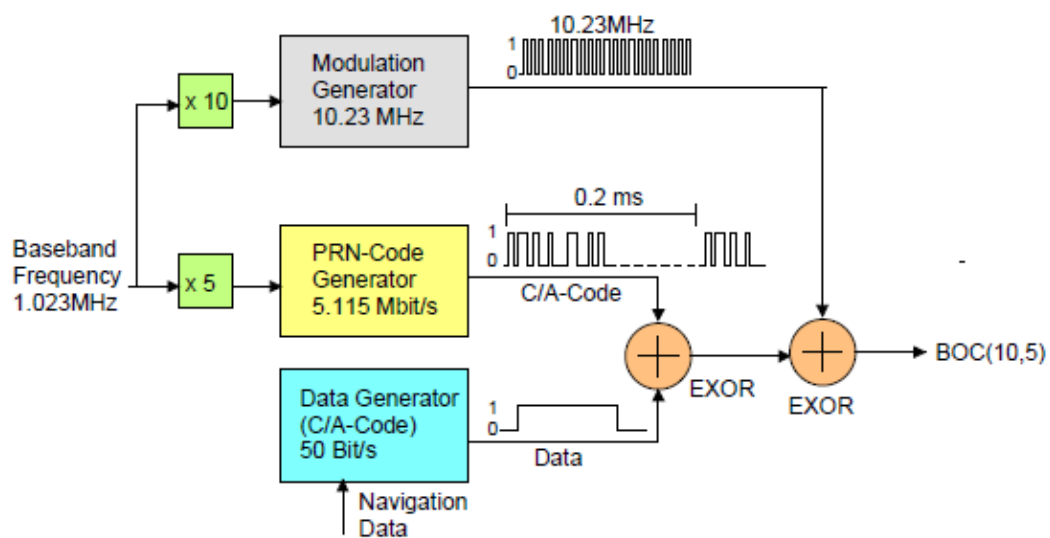 10.23MHz
1
0
Modulation
Generator
10.23 MHz
x 10
0.2 ms
1
0
C/A-Code
Baseband
Frequency
1.023MHz
x 5
PRN-Code
Generator
5.115 Mbit/s
BOC(10,5)
EXOR
EXOR
Data Generator
(C/A-Code)
50 Bit/s
1
0
Data
Navigation
Data